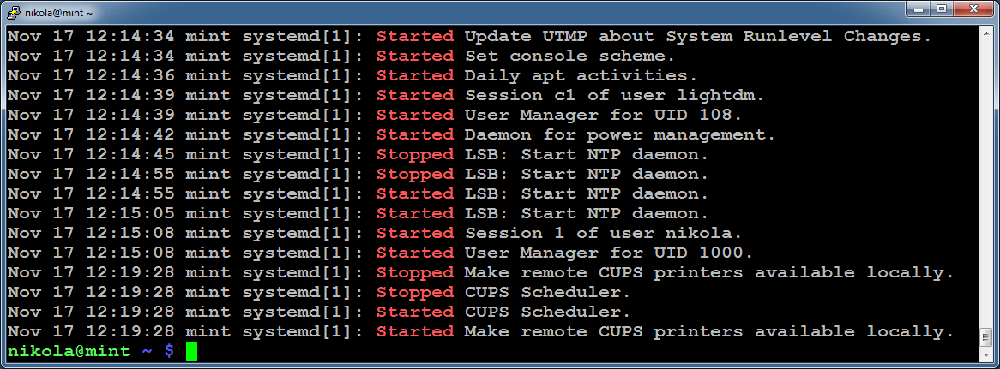 nikola@mint ~
Nov 17 12:14:34 mint systemd[1]: Started Update UTMP about System Runlevel Changes.
Nov 17 12:14:34 mint systemd[1]: Started Set console scheme.
Nov 17 12:14:36 mint systemd[1]: Started Daily apt activities.
Nov 17 12:14:39 mint systemd[1]: Started Session c1 of user lightdm.
Nov 17 12:14:39 mint systemd[1]: Started User Manager for UID 108.
Nov 17 12:14:42 mint systemd[1]: Started Daemon for power management.
Nov 17 12:14:45 mint systemd[1]: Stopped LSB: Start NTP daemon.
Nov 17 12:14:55 mint systemd[1]: Stopped LSB: Start NTP daemon.
Nov 17 12:14:55 mint systemd[1]: Started LSB: Start NTP daemon.
Nov 17 12:15:05 mint systemd[1]: Started LSB: Start NTP daemon.
Nov 17 12:15:08 mint systemd[1]: Started Session 1 of user nikola.
Nov 17 12:15:08 mint systemd[1]: Started User Manager for UID 1000.
Nov 17 12:19:28 mint systemd[1]: Stopped Make remote CUPS printers available locally.
Nov 17 12:19:28 mint systemd[1]: Stopped CUPS Scheduler.
Nov 17 12:19:28 mint systemd[1]: Started CUPS Scheduler.
Nov 17 12:19:28 mint systemd[1]: Started Make remote CUPS printers available locally.
nikola@mint ~ $